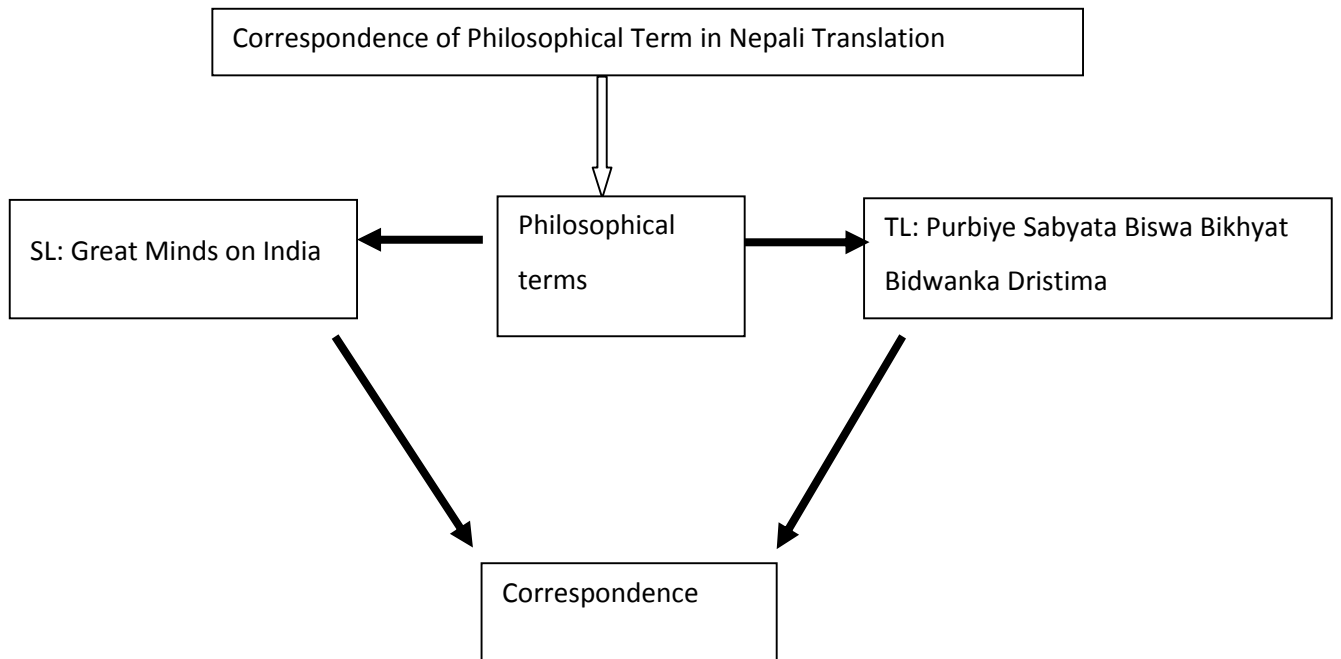 Correspondence of Philosophical Term in Nepali Translation
SL: Great Minds on India
Philosophical
terms
TL: Purbiye Sabyata Biswa Bikhyat
Bidwanka Dristima
Correspondence